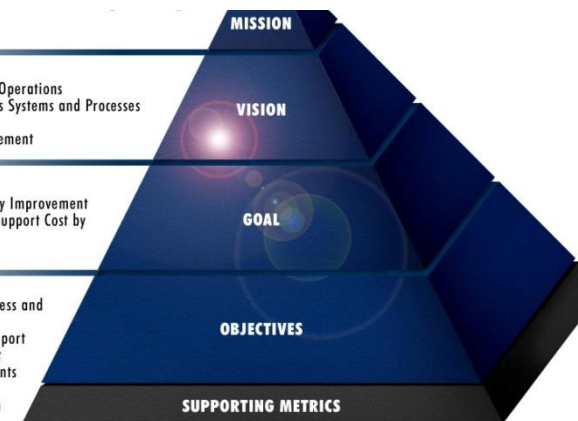 MISSION
Operations
s Systems and Processes
VISION
ement
y Improvement
upport Cost by
GOAL
ess and
OBJECTIVES
port
nts
SUPPORTING METRICS